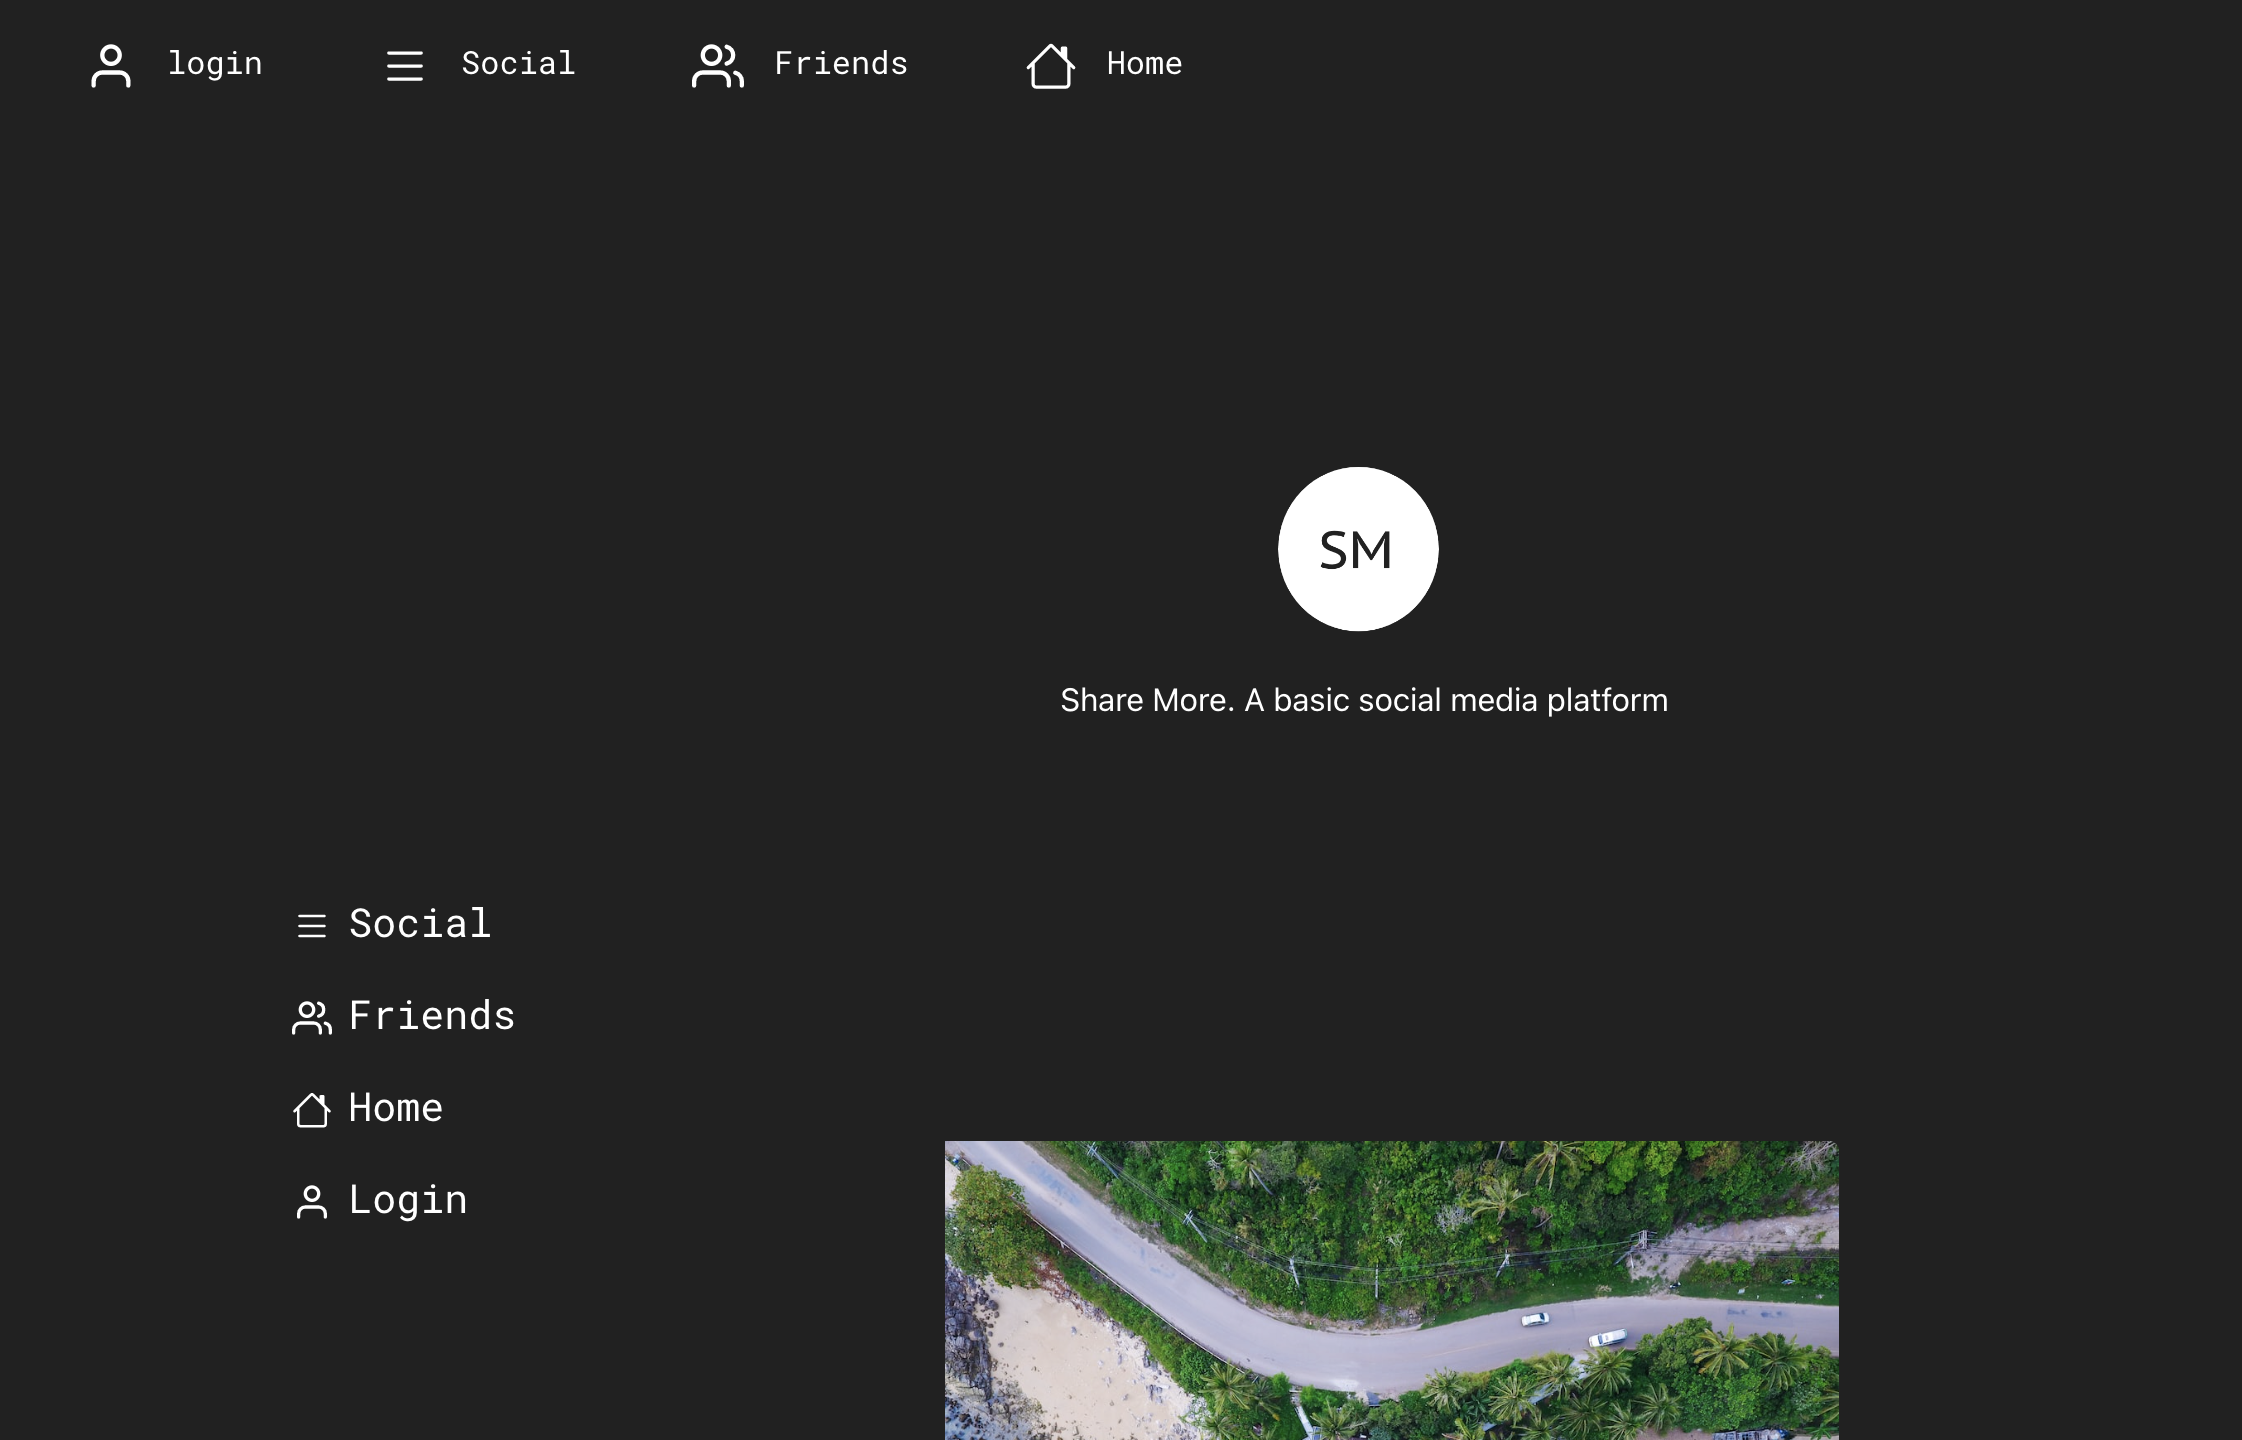 login Social Friends Home
SM
Share More. A basic social media platform
Social
Friends
Home
Login